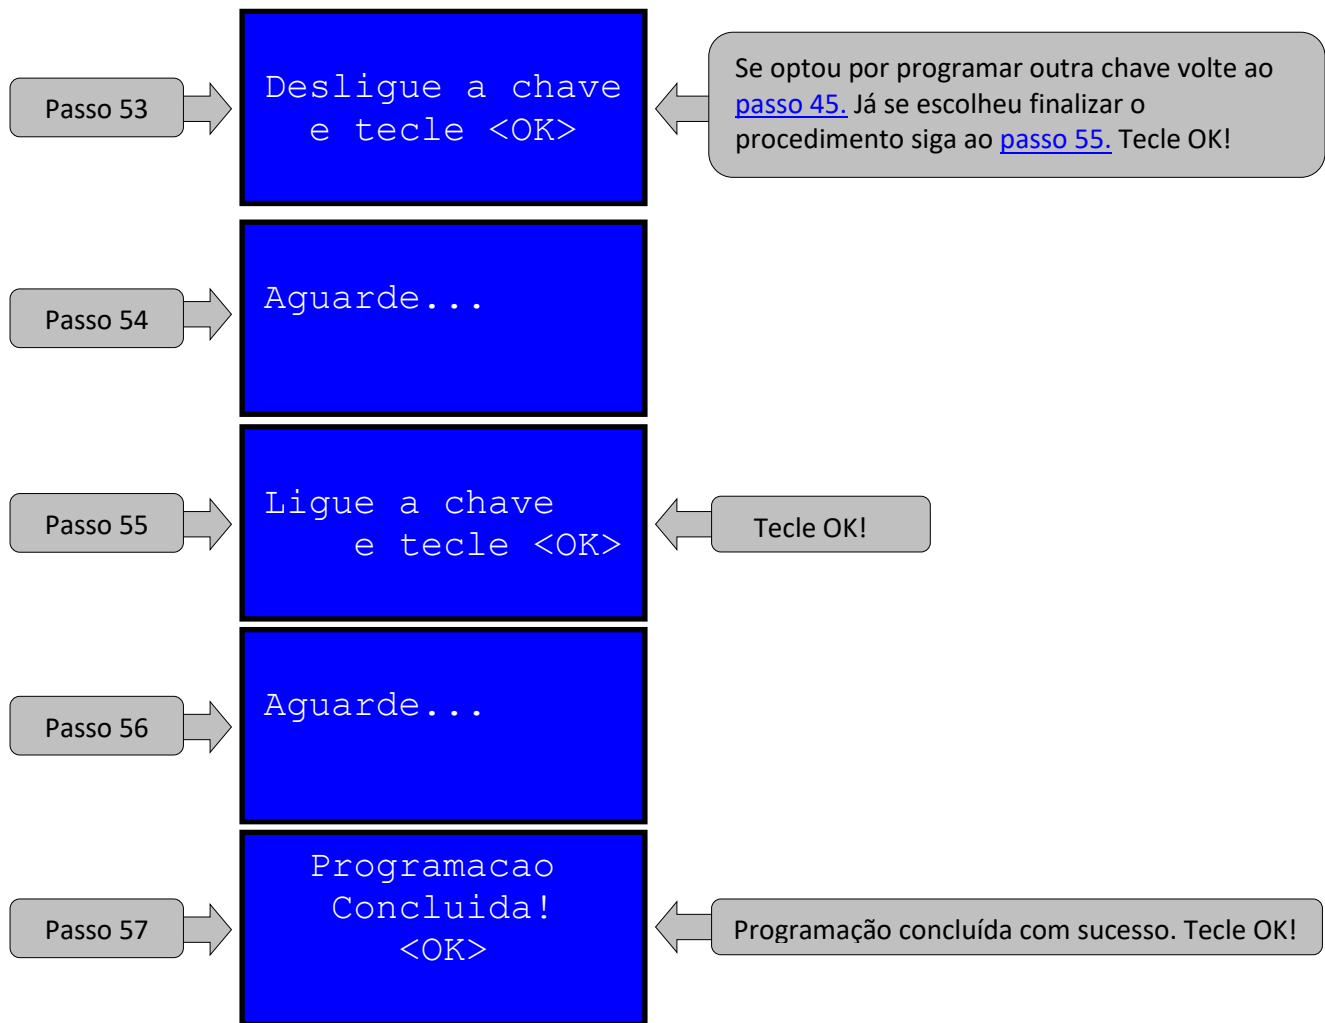 Passo 53
Desligue a chave
e tecle <OK>
Se optou por programar outra chave volte ao
passo 45. Já se escolheu finalizar o
procedimento siga ao passo 55. Tecle OK!
Passo 54
Aguarde...
Passo 55
Ligue a chave
e tecle <OK>
Tecle OK!
Passo 56
Aguarde...
Passo 57
Programacao
Concluida!
<OK>
Programação concluída com sucesso. Tecle OK!